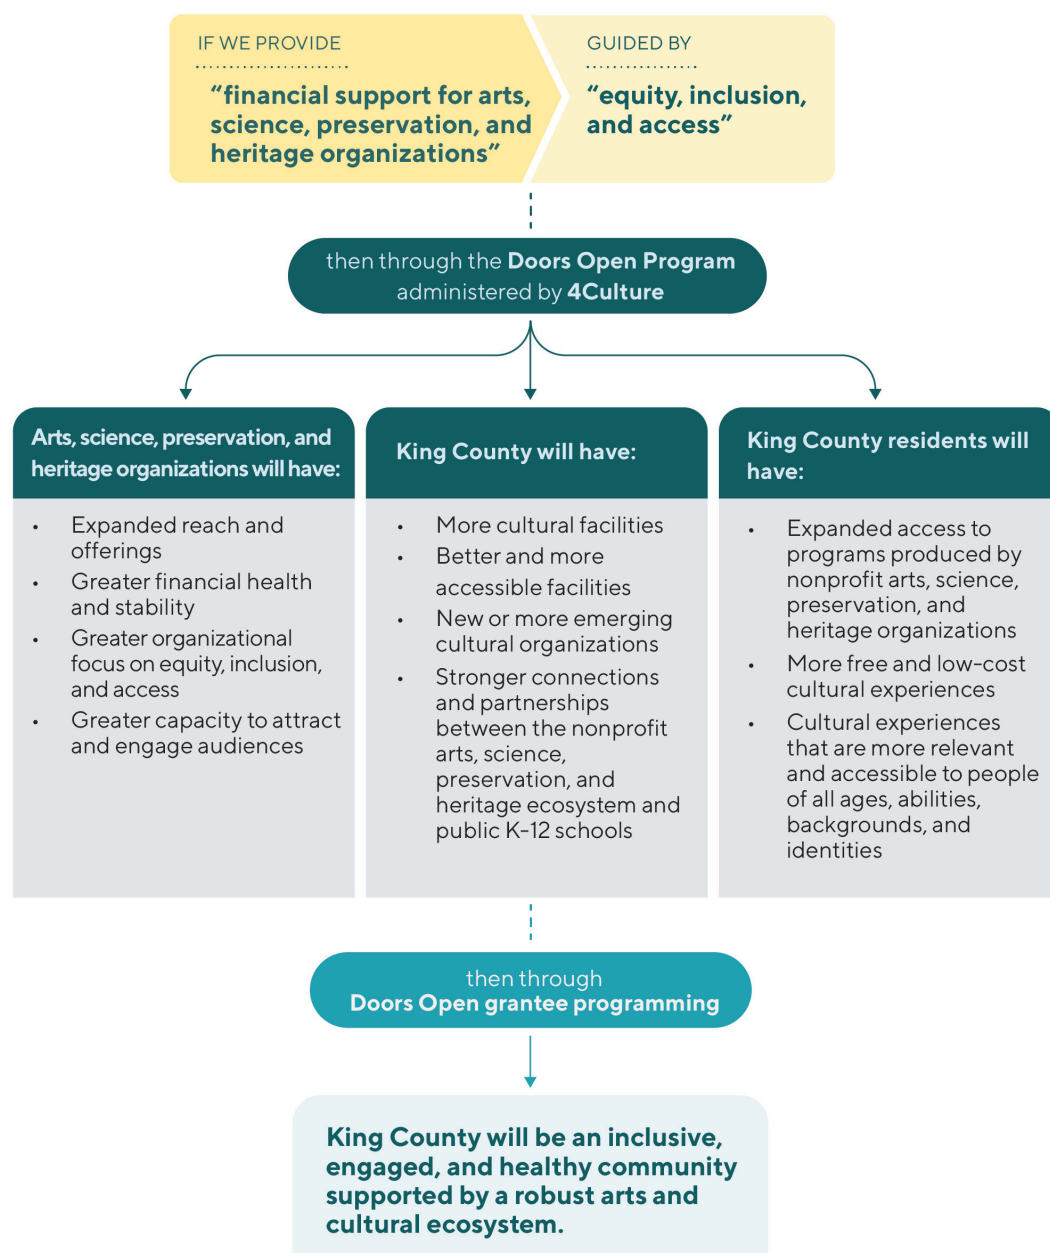 IF WE PROVIDE
“financial support for arts,
science, preservation, and
heritage organizations”
GUIDED BY
“equity, inclusion,
and access”
then through the Doors Open Program
administered by 4Culture
Arts, science, preservation, and
heritage organizations will have:
• Expanded reach and
offerings
• Greater financial health
and stability
• Greater organizational
focus on equity, inclusion,
and access
• Greater capacity to attract
and engage audiences
King County will have:
• More cultural facilities
• Better and more
accessible facilities
• New or more emerging
cultural organizations
• Stronger connections
and partnerships
between the nonprofit
arts, science,
preservation, and
heritage ecosystem and
public K-12 schools
King County residents will
have:
• Expanded access to
programs produced by
nonprofit arts, science,
preservation, and
heritage organizations
• More free and low-cost
cultural experiences
• Cultural experiences
that are more relevant
and accessible to people
of all ages, abilities,
backgrounds, and
identities
then through
Doors Open grantee programming
King County will be an inclusive,
engaged, and healthy community
supported by a robust arts and
cultural ecosystem.